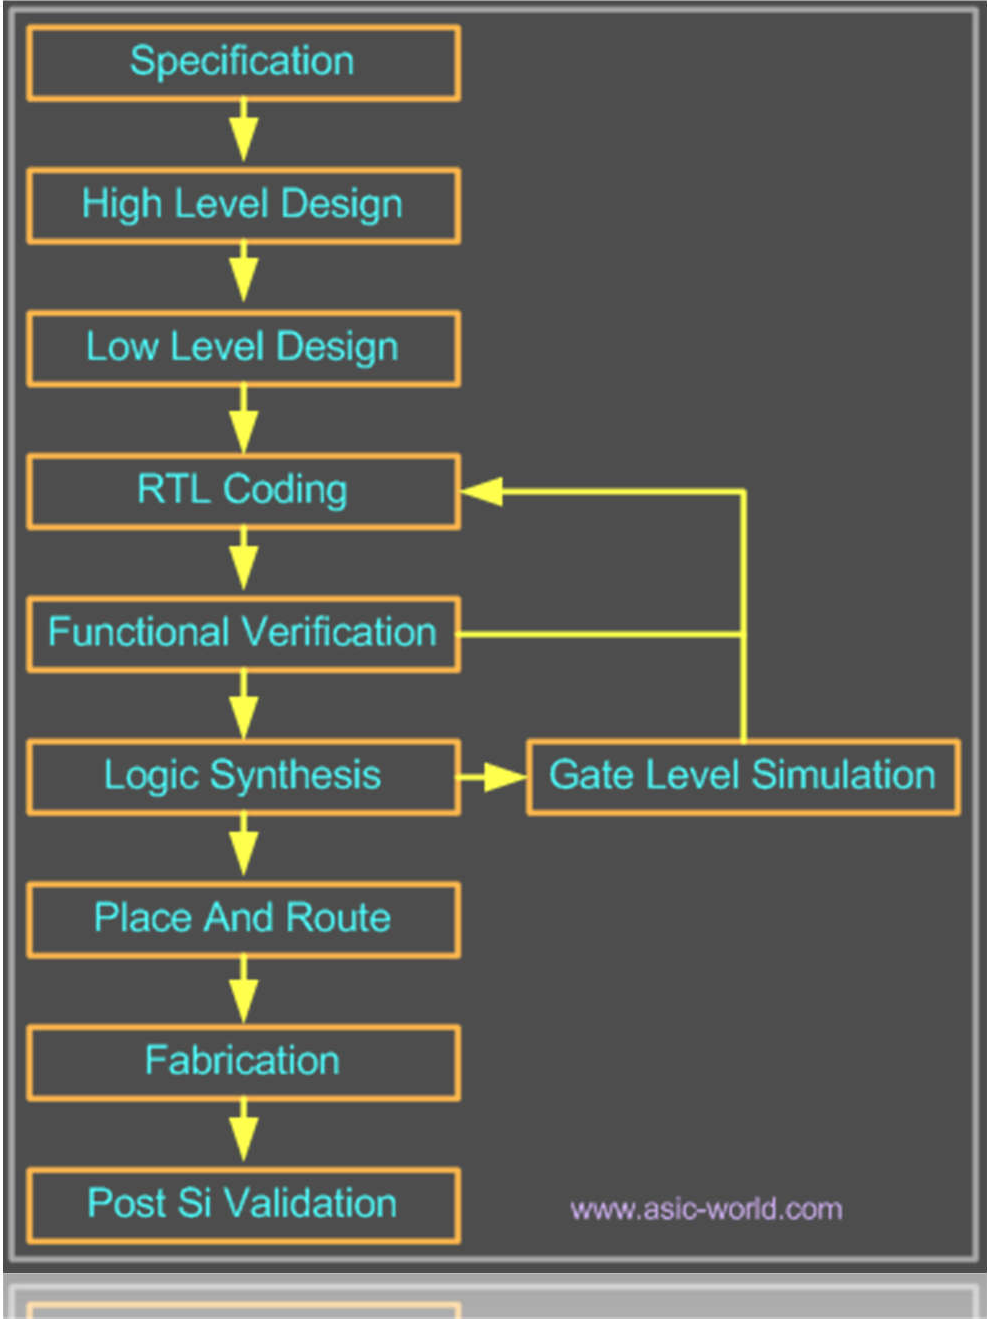 Specification
High Level Design
Low Level Design
RTL Coding
Functional Verification
Logic Synthesis
Gate Level Simulation
Place And Route
Fabrication
Post Si Validation
www.asic-world.com